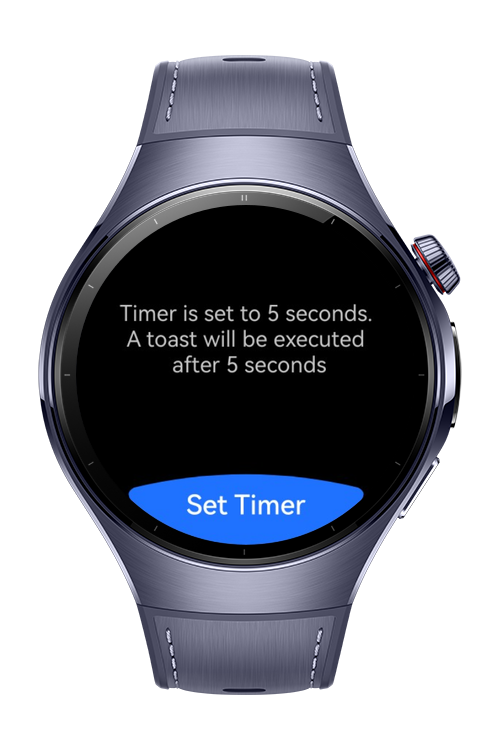 Timer is set to 5 seconds.
A toast will be executed
after 5 seconds
Set Timer